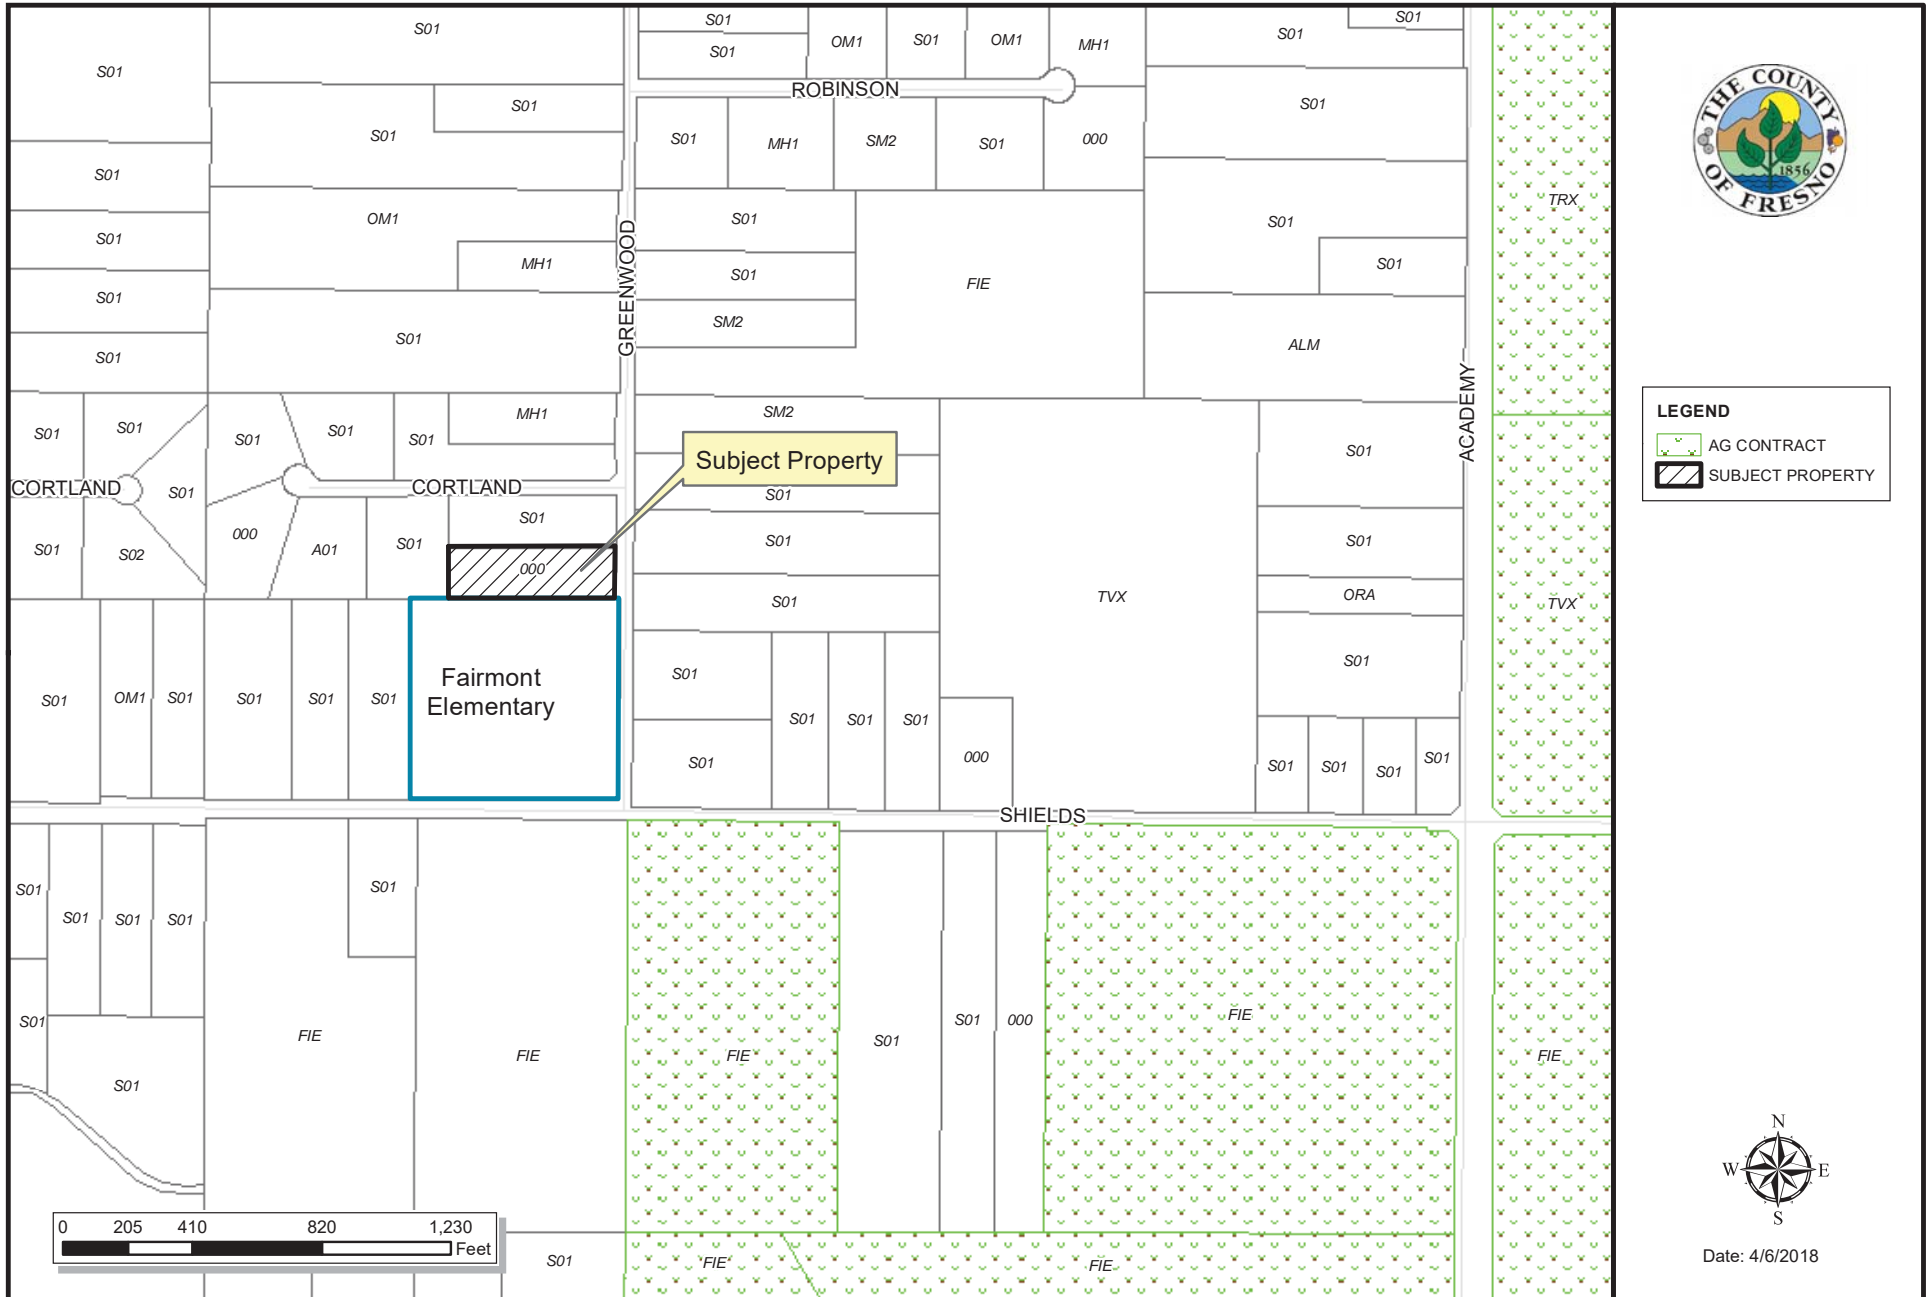 S01
S01
S01
S01
S01
OM1
S01
OM1
MH1
S01
S01
ROBINSON
S01
S01
S01
S01
MH1
SM2
S01
000
S01
OM1
MH1
S01
S01
S01
S01
S01
GREENWOOD
S01
S01
SM2
FIE
S01
S01
ALM
ACADEMY
TRX
S01
S01
S01
S01
S01
MH1
SM2
Subject Property
S01
S01
CORTLAND
S01
CORTLAND
S01
S02
000
A01
S01
S01
000
S01
S01
TVX
S01
ORA
S01
TVX
S01
OM1
S01
S01
S01
S01
Fairmont
Elementary
S01
S01
S01
S01
S01
000
S01
S01
S01
S01
SHIELDS
S01
S01
S01
S01
S01
S01
S01
FIE
FIE
FIE
S01
S01
000
FIE
FIE
S01
FIE
FIE
0 205 410 820 1,230
Feet
THE COUNTY
OF FRESNO
1856
LEGEND
AG CONTRACT
SUBJECT PROPERTY
N
W E
S
Date: 4/6/2018